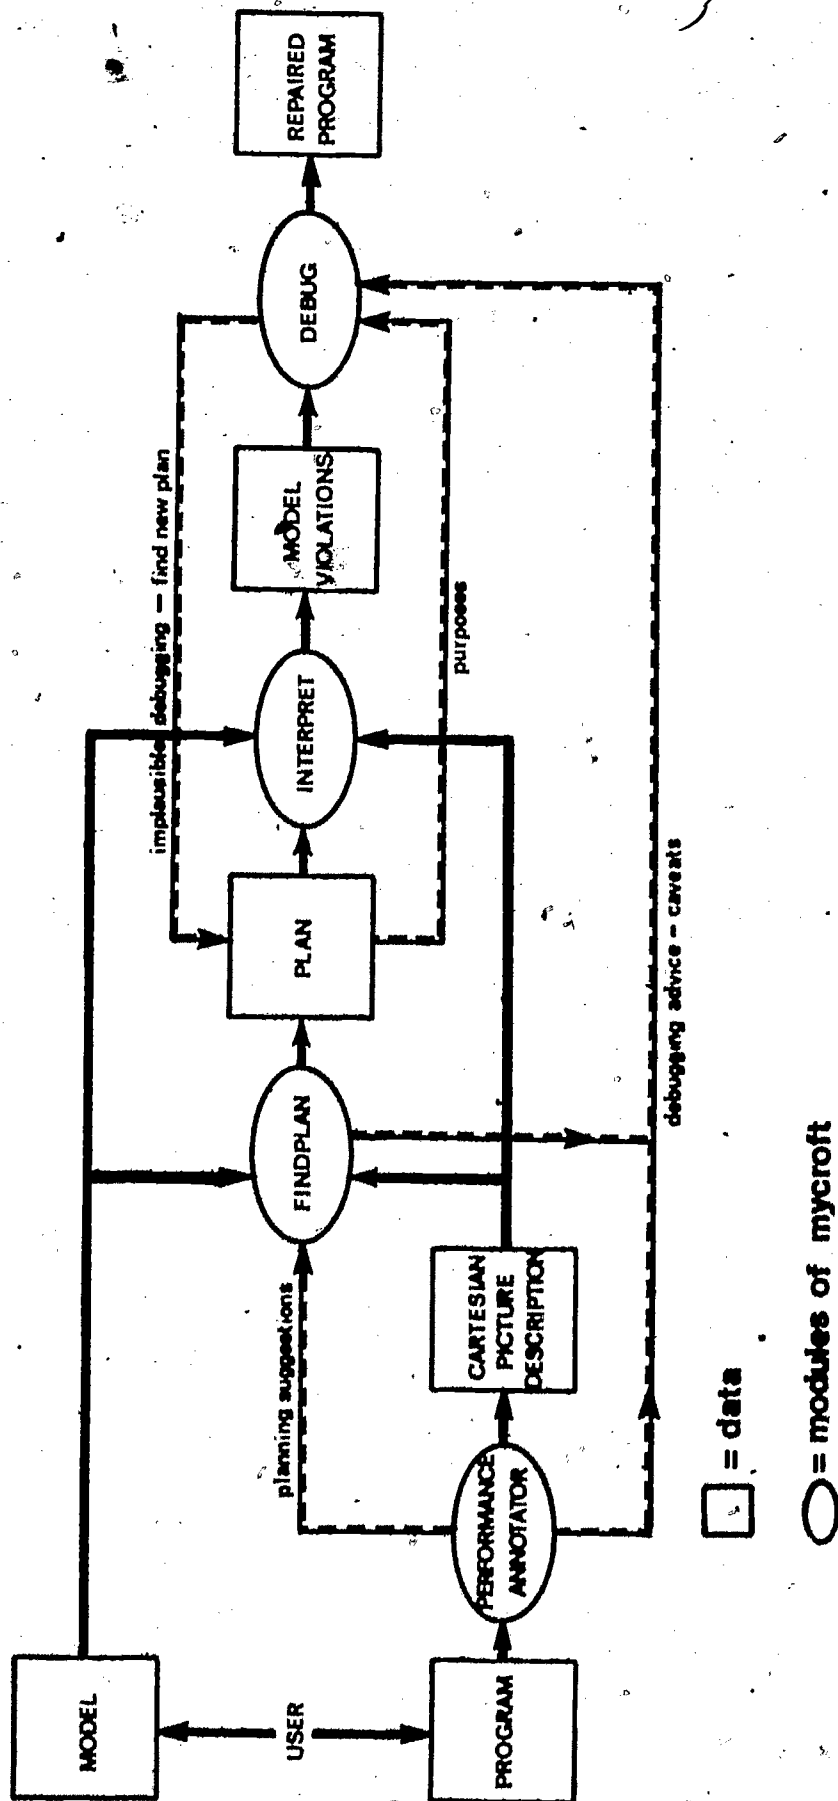 MODEL
USER
PROGRAM
PERFORMANCE
ANNOTATOR
planning suggestions
CARTESIAN
PICTURE
DESCRIPTION
FINDPLAN
PLAN
implausible debugging — find new plan
INTERPRET
purposes
MODEL
VIOLATIONS
DEBUG
REPAIRED
PROGRAM
debugging advice – caveats
= data
= modules of mycroft